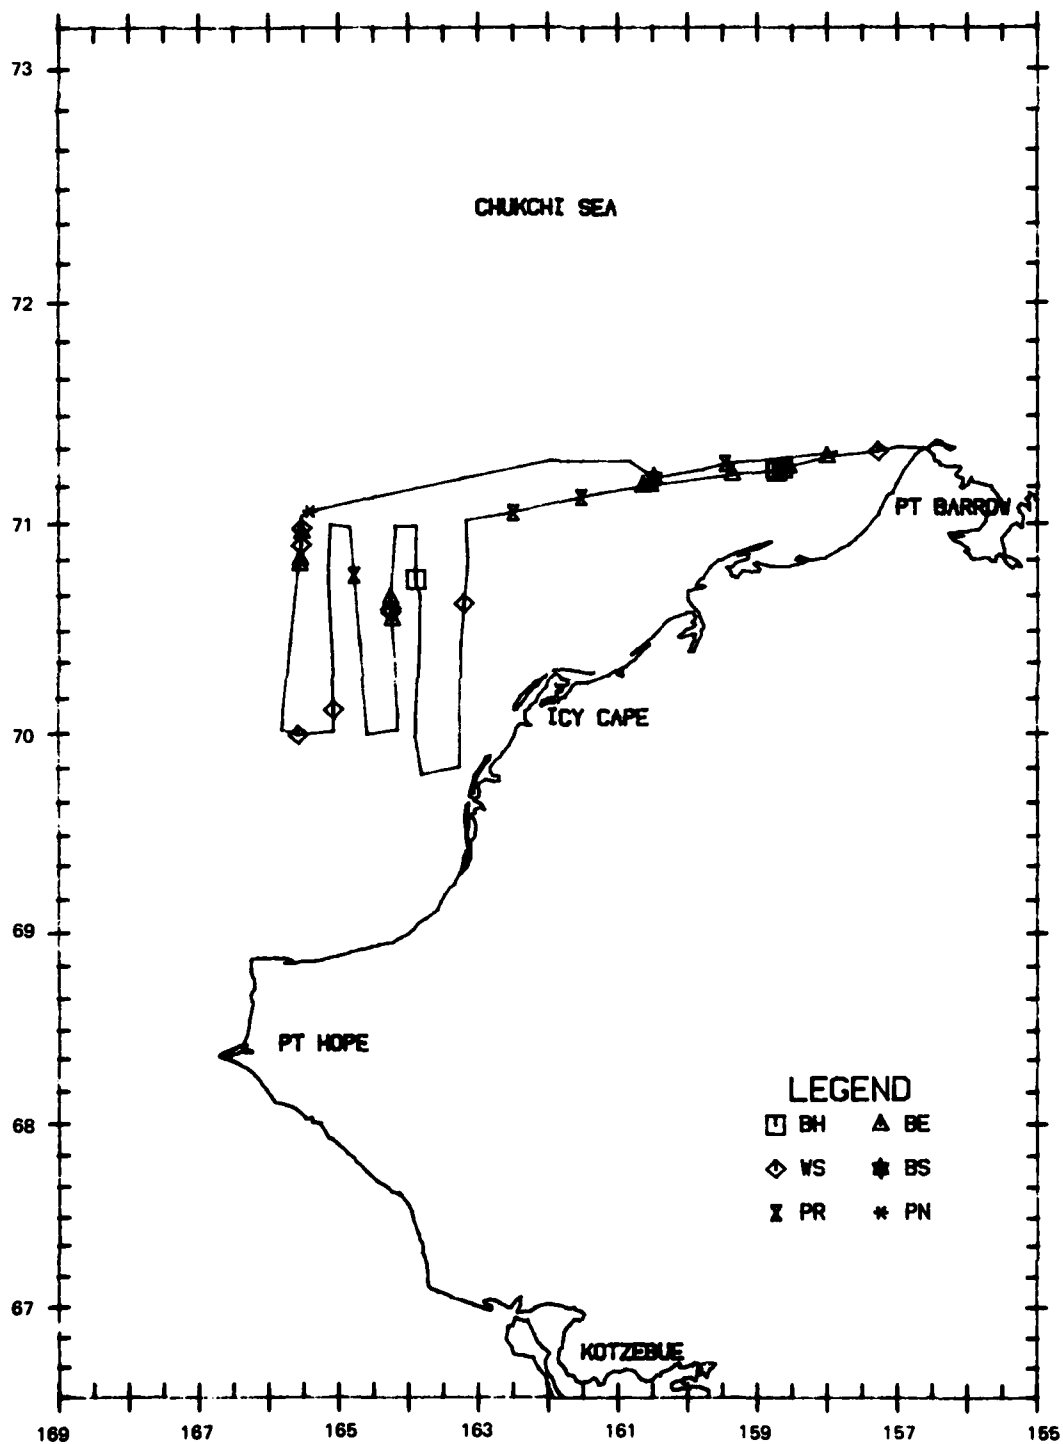 73
CHUKCHI SEA
72
71
PT BARROW
70
ICY CAPE
69
PT HOPE
LEGEND
68
BH BE
WS BS
PR PN
67
KOTZEBUE
169 167 165 163 161 159 157 155